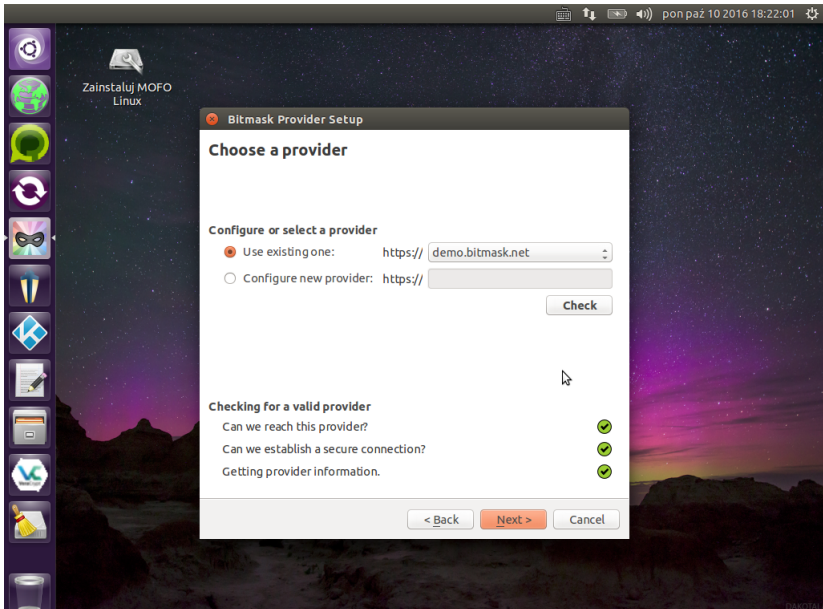 pon paź 10 2016 18:22:01
Zainstaluj MOFO
Linux
Bitmask Provider Setup
Choose a provider
Configure or select a provider
Use existing one: https:// demo.bitmask.net
Configure new provider: https://
Check
Checking for a valid provider
Can we reach this provider?
Can we establish a secure connection?
Getting provider information.
< Back Next > Cancel